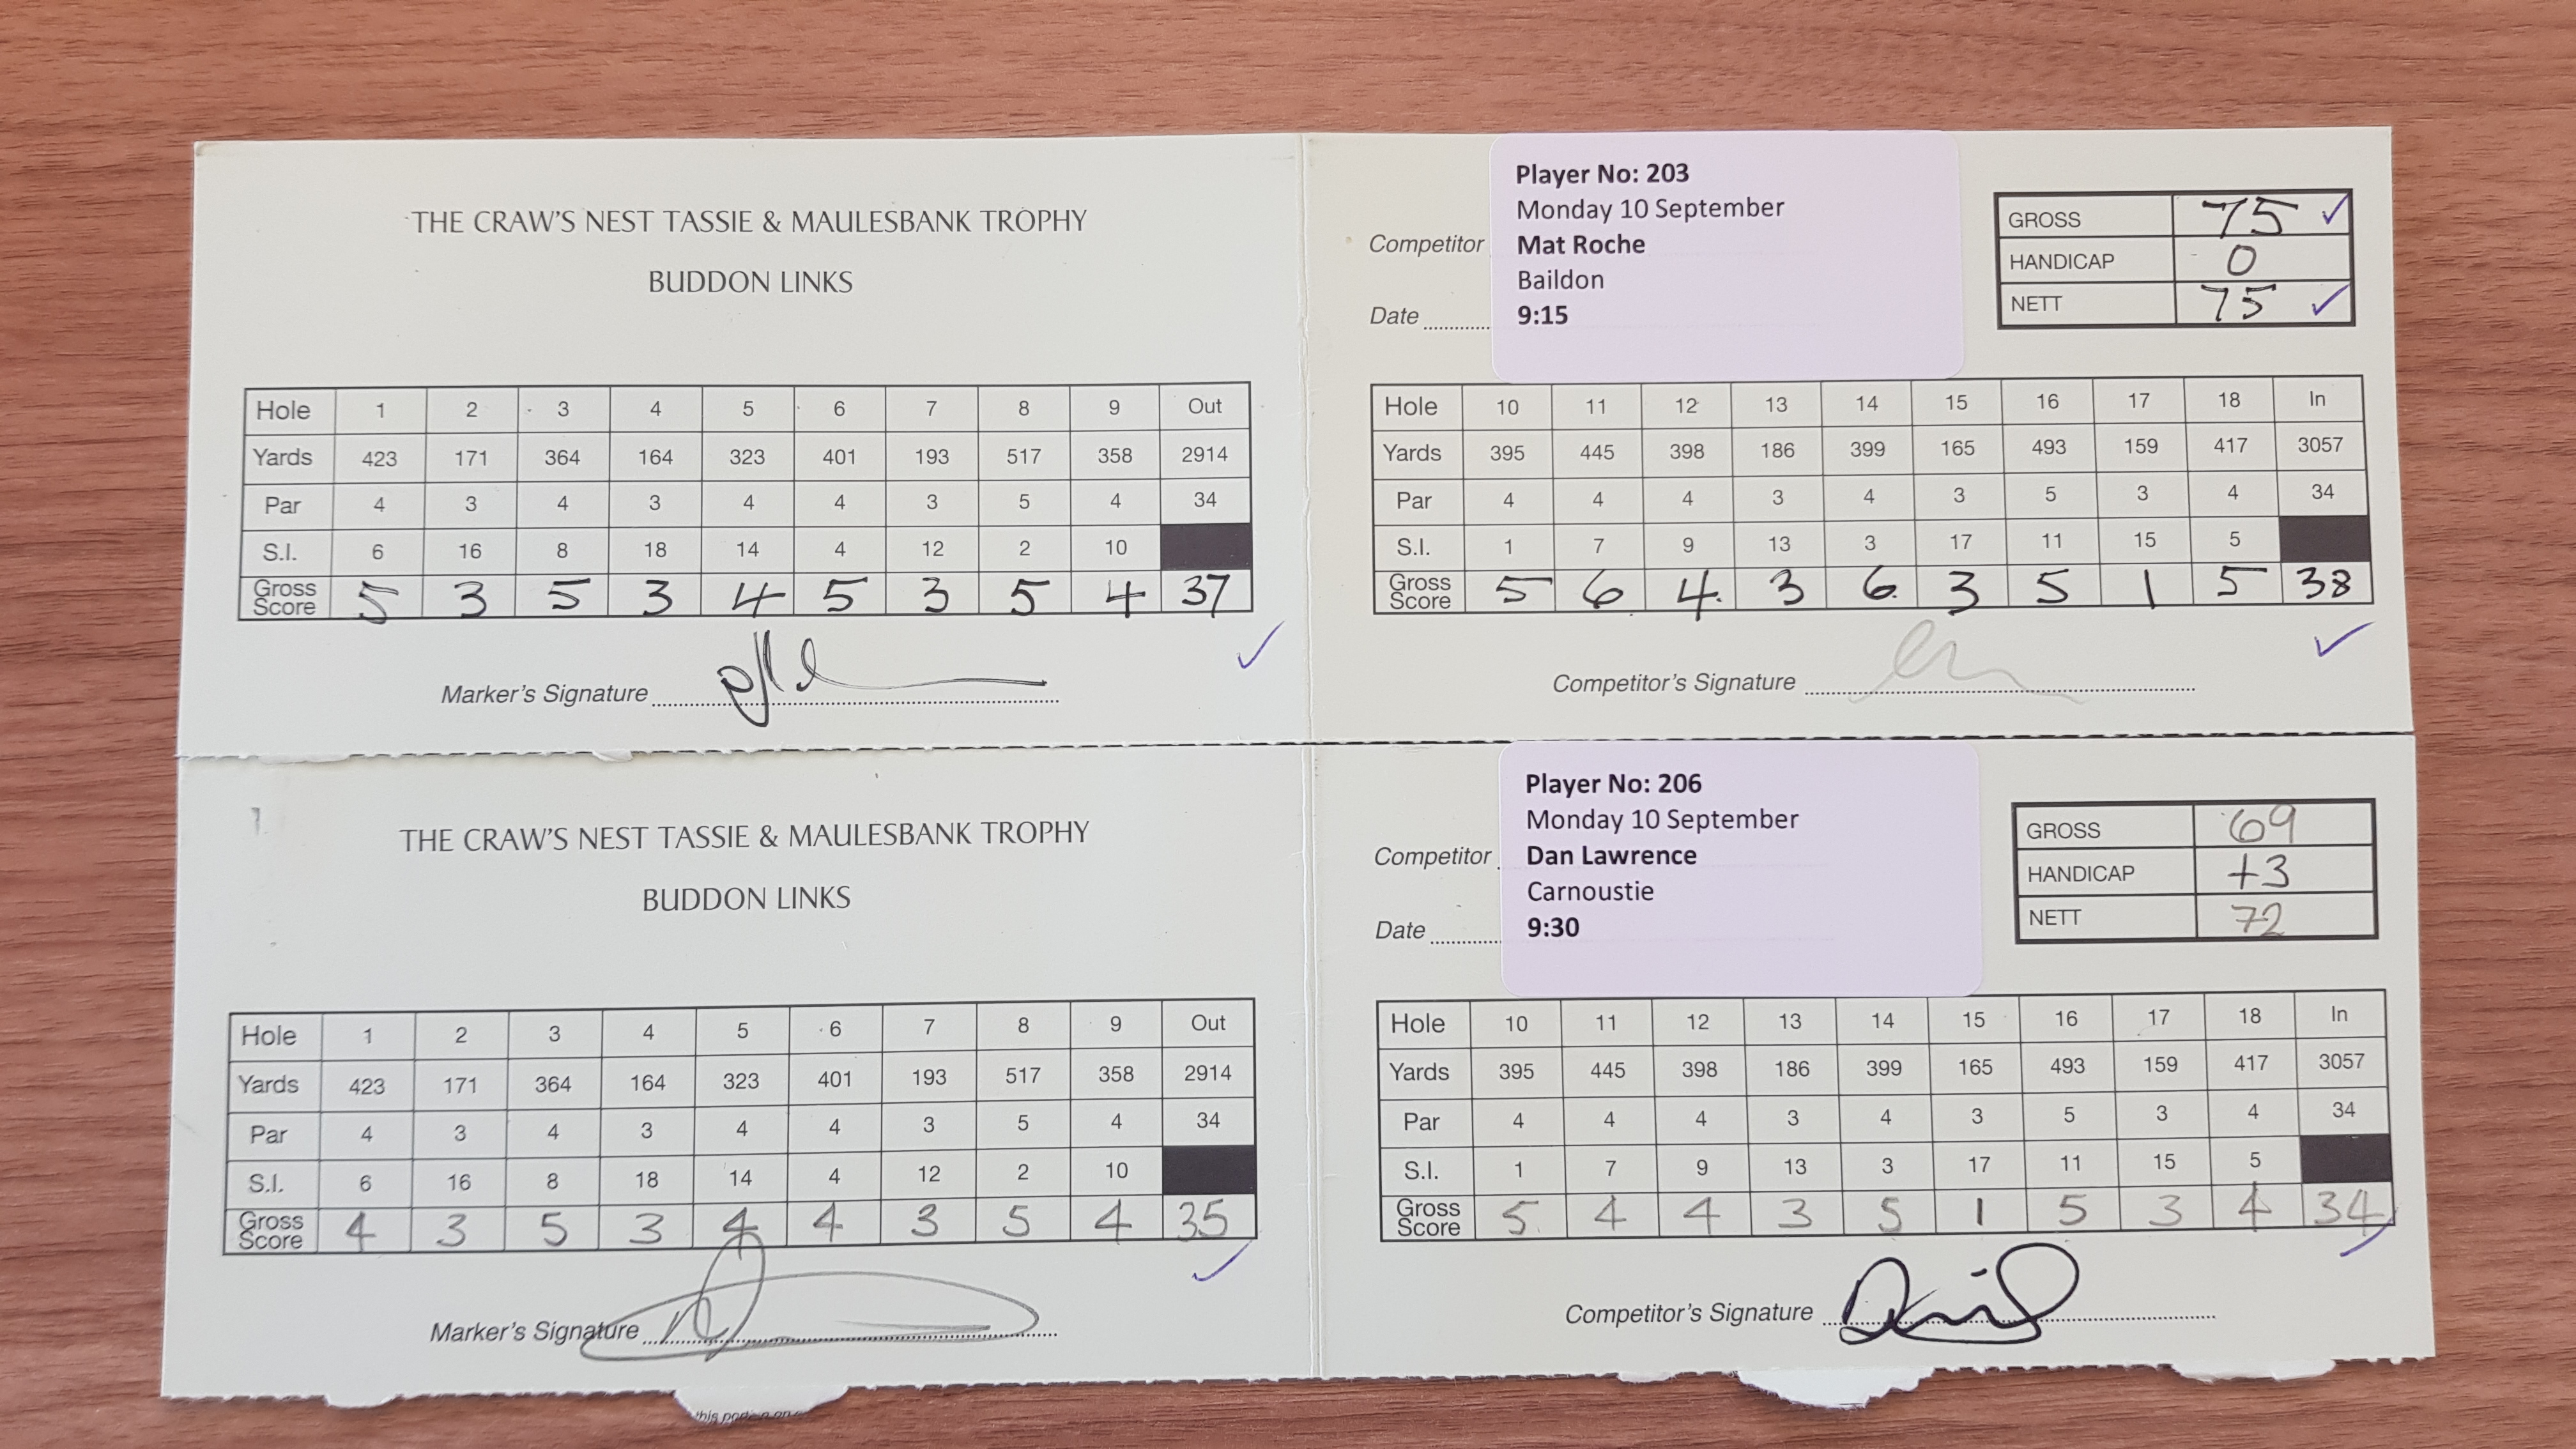 THE CRAW'S NEST TASSIE & MAULESBANK TROPHY
BUDDON LINKS
Hole 1 2 3 4 5 6 7 8 9 Out
Yards 423 171 364 164 323 401 193 517 358 2914
Par 4 3 4 3 4 4 3 5 4 34
S.I. 6 16 8 18 14 4 12 2 10
Gross Score 5 3 5 3 4 5 3 5 4 37
Marker's Signature
Player No: 203
Monday 10 September
Competitor Mat Roche
Baildon
Date 9:15
GROSS 75
HANDICAP 0
NETT 75
Hole 10 11 12 13 14 15 16 17 18 In
Yards 395 445 398 186 399 165 493 159 417 3057
Par 4 4 4 3 4 3 5 3 4 34
S.I. 1 7 9 13 3 17 11 15 5
Gross Score 5 6 4 3 6 3 5 1 5 38
Competitor's Signature
THE CRAW'S NEST TASSIE & MAULESBANK TROPHY
BUDDON LINKS
Hole 1 2 3 4 5 6 7 8 9 Out
Yards 423 171 364 164 323 401 193 517 358 2914
Par 4 3 4 3 4 4 3 5 4 34
S.I. 6 16 8 18 14 4 12 2 10
Gross Score 4 3 5 3 4 4 3 5 4 35
Marker's Signature
Player No: 206
Monday 10 September
Competitor Dan Lawrence
Carnoustie
Date 9:30
GROSS 69
HANDICAP +3
NETT 72
Hole 10 11 12 13 14 15 16 17 18 In
Yards 395 445 398 186 399 165 493 159 417 3057
Par 4 4 4 3 4 3 5 3 4 34
S.I. 1 7 9 13 3 17 11 15 5
Gross Score 5 4 4 3 5 1 5 3 4 34
Competitor's Signature